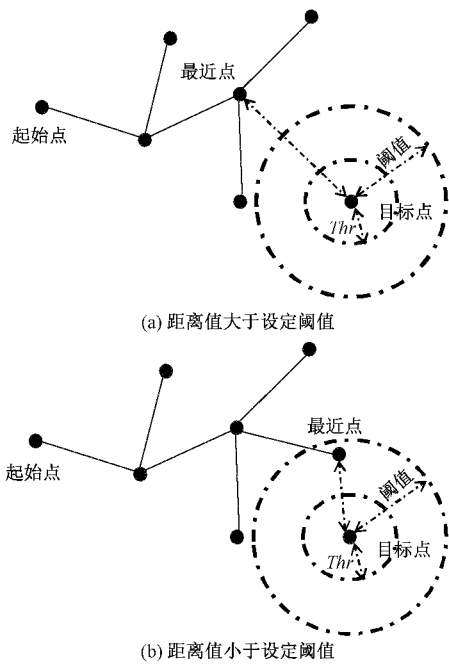 最近点
起始点
阈值
目标点
Thr
(a) 距离值大于设定阈值
最近点
起始点
阈值
目标点
Thr
(b) 距离值小于设定阈值